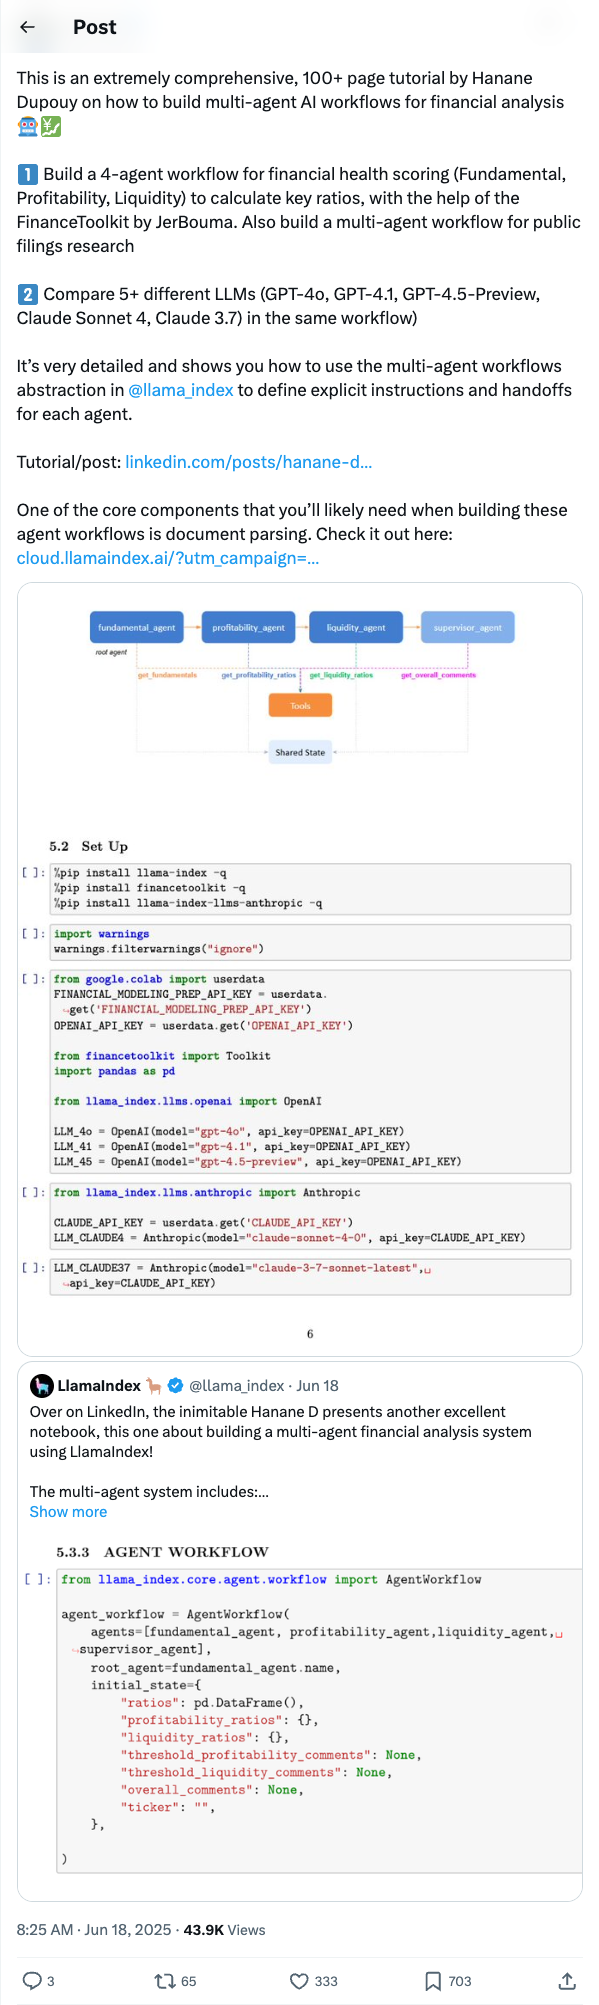 Post
This is an extremely comprehensive, 100+ page tutorial by Hanane
Dupouy on how to build multi-agent AI workflows for financial analysis
🤖💹
1️⃣ Build a 4-agent workflow for financial health scoring (Fundamental,
Profitability, Liquidity) to calculate key ratios, with the help of the
FinanceToolkit by JerBouma. Also build a multi-agent workflow for public
filings research
2️⃣ Compare 5+ different LLMs (GPT-4o, GPT-4.1, GPT-4.5-Preview,
Claude Sonnet 4, Claude 3.7) in the same workflow)
It’s very detailed and shows you how to use the multi-agent workflows
abstraction in @llama_index to define explicit instructions and handoffs
for each agent.
Tutorial/post: linkedin.com/posts/hanane-d...
One of the core components that you’ll likely need when building these
agent workflows is document parsing. Check it out here:
cloud.llamaindex.ai/?utm_campaign=...
fundamental_agent profitability_agent liquidity_agent supervisor_agent
root agent
get_fundamentals get_profitability_ratios get_liquidity_ratios get_overall_comments
Tools
Shared State
5.2 Set Up
[ ]: %pip install llama-index -q
%pip install financetoolkit -q
%pip install llama-index-llms-anthropic -q
[ ]: import warnings
warnings.filterwarnings("ignore")
[ ]: from google.colab import userdata
FINANCIAL_MODELING_PREP_API_KEY = userdata.
↪get('FINANCIAL_MODELING_PREP_API_KEY')
OPENAI_API_KEY = userdata.get('OPENAI_API_KEY')
from financetoolkit import Toolkit
import pandas as pd
from llama_index.llms.openai import OpenAI
LLM_4o = OpenAI(model="gpt-4o", api_key=OPENAI_API_KEY)
LLM_41 = OpenAI(model="gpt-4.1", api_key=OPENAI_API_KEY)
LLM_45 = OpenAI(model="gpt-4.5-preview", api_key=OPENAI_API_KEY)
[ ]: from llama_index.llms.anthropic import Anthropic
CLAUDE_API_KEY = userdata.get('CLAUDE_API_KEY')
LLM_CLAUDE4 = Anthropic(model="claude-sonnet-4-0", api_key=CLAUDE_API_KEY)
[ ]: LLM_CLAUDE37 = Anthropic(model="claude-3-7-sonnet-latest",␣
↪api_key=CLAUDE_API_KEY)
6
LlamaIndex 🦙 @llama_index · Jun 18
Over on LinkedIn, the inimitable Hanane D presents another excellent
notebook, this one about building a multi-agent financial analysis system
using LlamaIndex!
The multi-agent system includes:...
Show more
5.3.3 AGENT WORKFLOW
[ ]: from llama_index.core.agent.workflow import AgentWorkflow
agent_workflow = AgentWorkflow(
agents=[fundamental_agent, profitability_agent,liquidity_agent,␣
↪supervisor_agent],
root_agent=fundamental_agent.name,
initial_state={
"ratios": pd.DataFrame(),
"profitability_ratios": {},
"liquidity_ratios": {},
"threshold_profitability_comments": None,
"threshold_liquidity_comments": None,
"overall_comments": None,
"ticker": "",
},
)
8:25 AM · Jun 18, 2025 · 43.9K Views
3 65 333 703